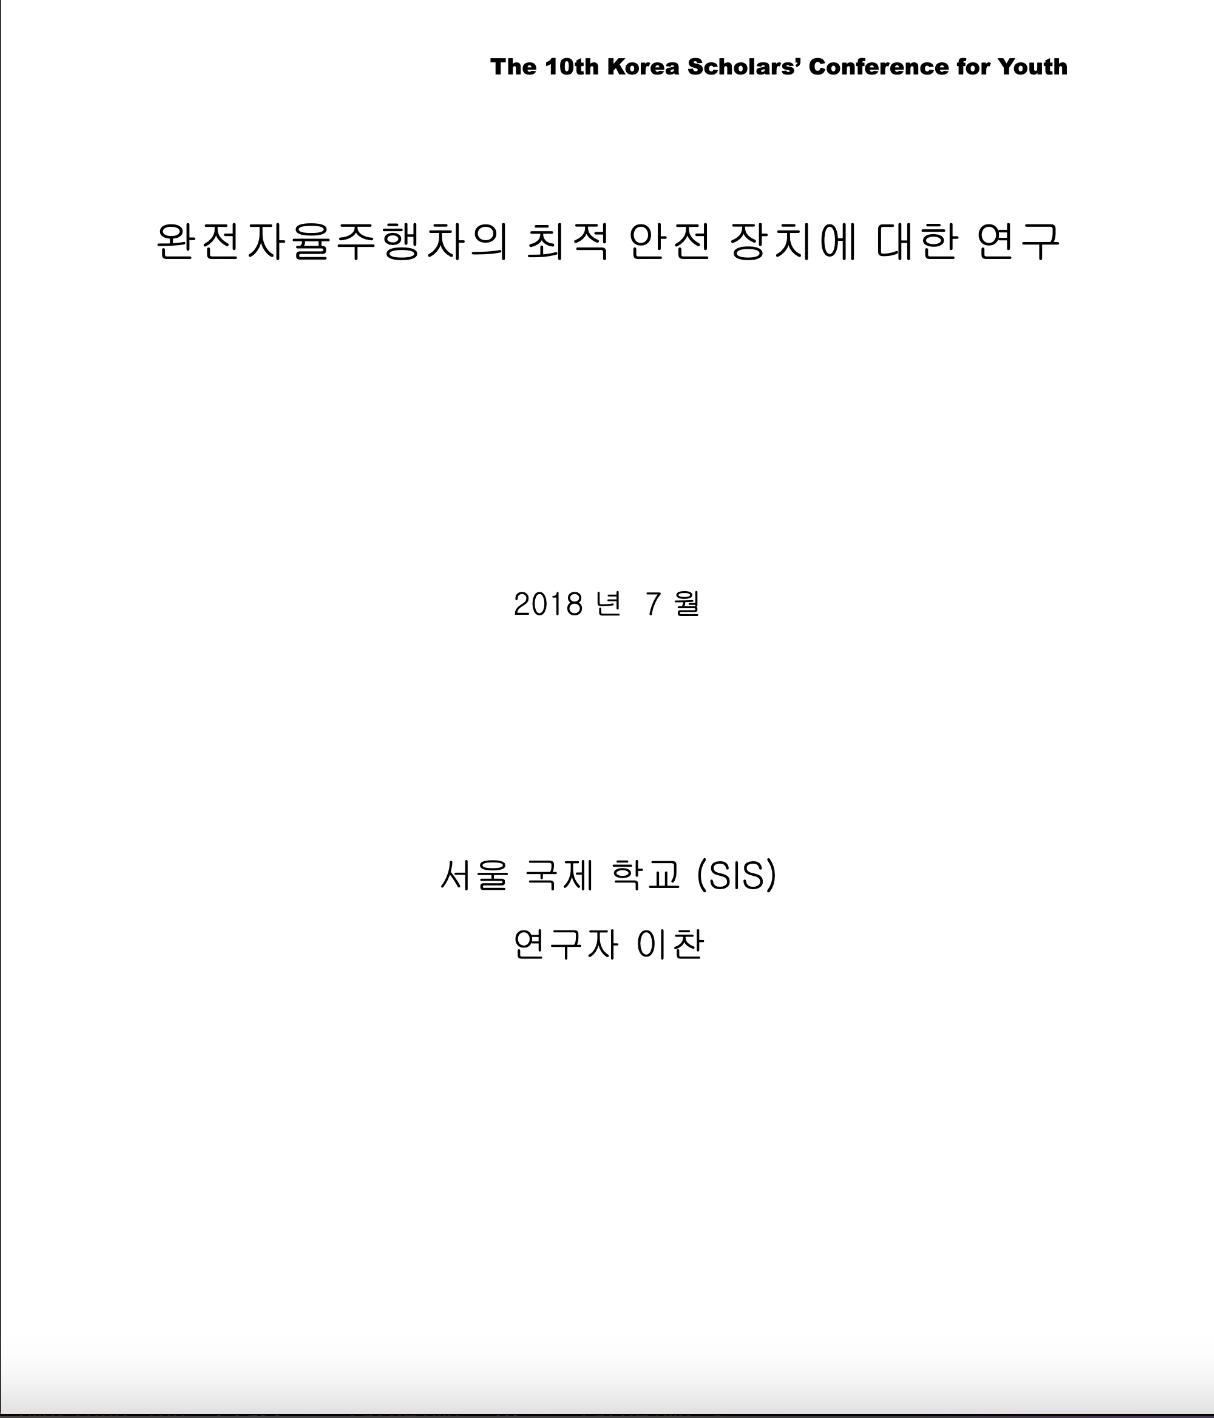 The 10th Korea Scholars’ Conference for Youth
완전자율주행차의 최적 안전 장치에 대한 연구
2018 년 7 월
서울 국제 학교 (SIS)
연구자 이찬